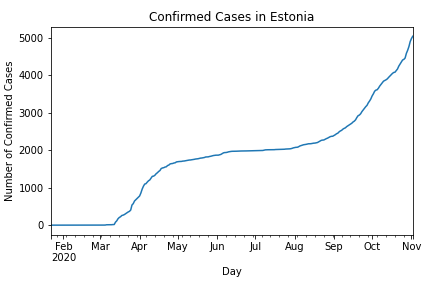 Confirmed Cases in Estonia
Number of Confirmed Cases
5000
4000
3000
2000
1000
0
Feb Mar Apr May Jun Jul Aug Sep Oct Nov
2020
Day